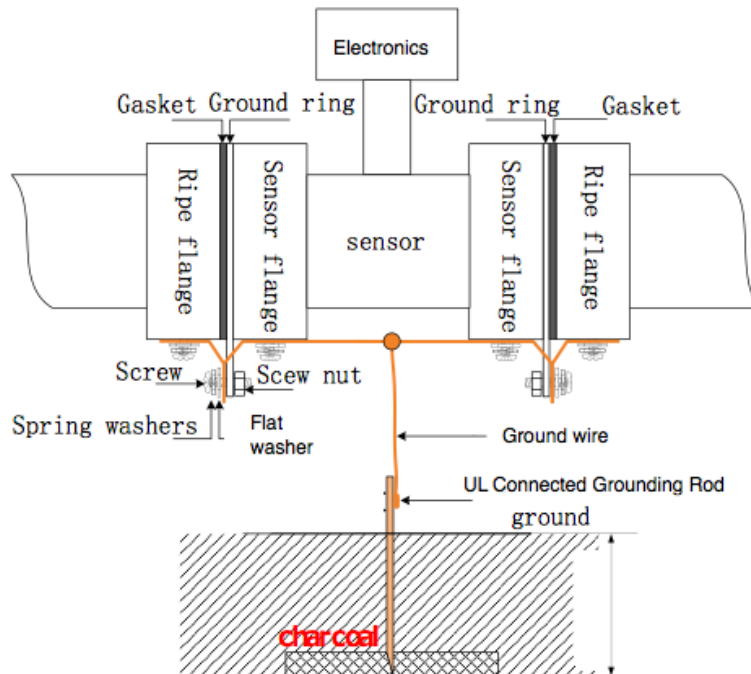 Electronics
Gasket Ground ring
Ground ring Gasket
Ripe flange
Sensor flange
sensor
Sensor flange
Ripe flange
Screw
Scew nut
Spring washers
Flat
washer
Ground wire
UL Connected Grounding Rod
ground
charcoal